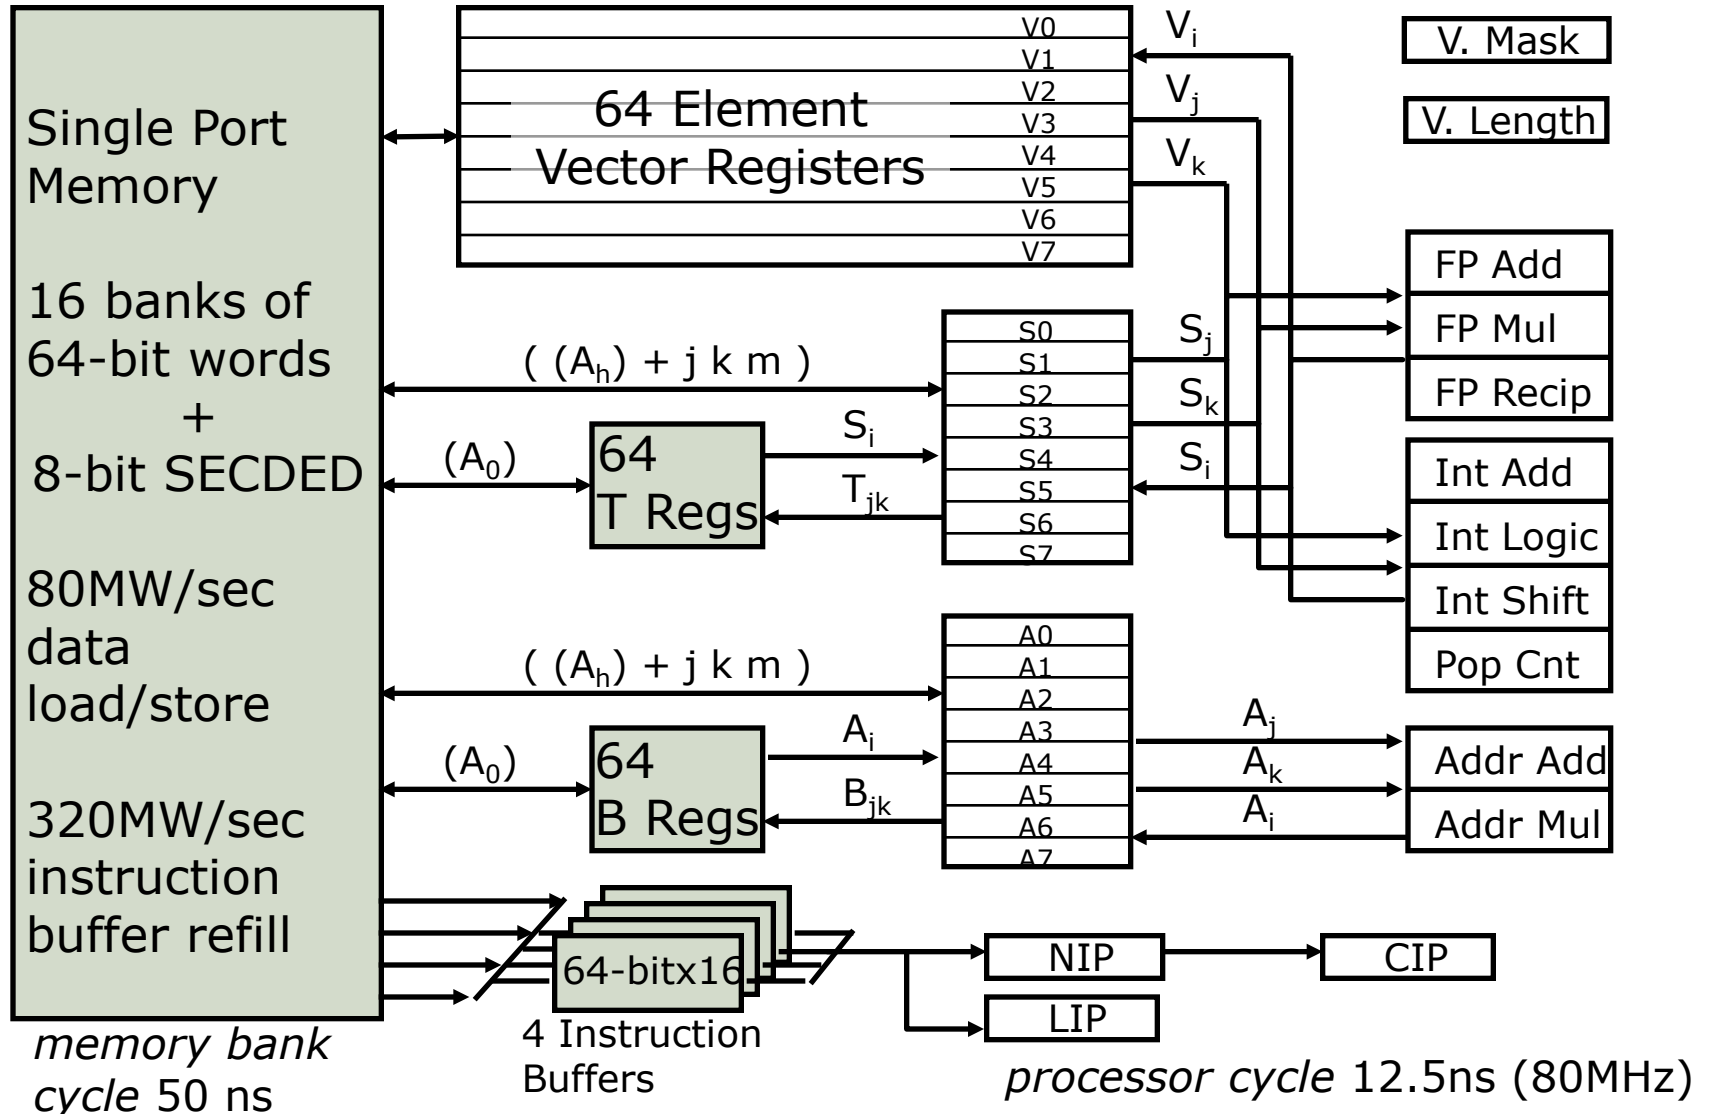 Single Port
Memory
16 banks of
64-bit words
+
8-bit SECDED
80MW/sec
data
load/store
320MW/sec
instruction
buffer refill
memory bank
cycle 50 ns
V0
V1
V2
V3
V4
V5
V6
V7
64 Element
Vector Registers
Vi
Vj
Vk
V. Mask
V. Length
FP Add
FP Mul
FP Recip
( (Ah) + j k m )
(A0)
64
T Regs
Si
Tjk
S0
S1
S2
S3
S4
S5
S6
S7
Sj
Sk
Si
Int Add
Int Logic
Int Shift
Pop Cnt
( (Ah) + j k m )
(A0)
64
B Regs
Ai
Bjk
A0
A1
A2
A3
A4
A5
A6
A7
Aj
Ak
Ai
Addr Add
Addr Mul
64-bitx16
4 Instruction
Buffers
NIP
CIP
LIP
processor cycle 12.5ns (80MHz)